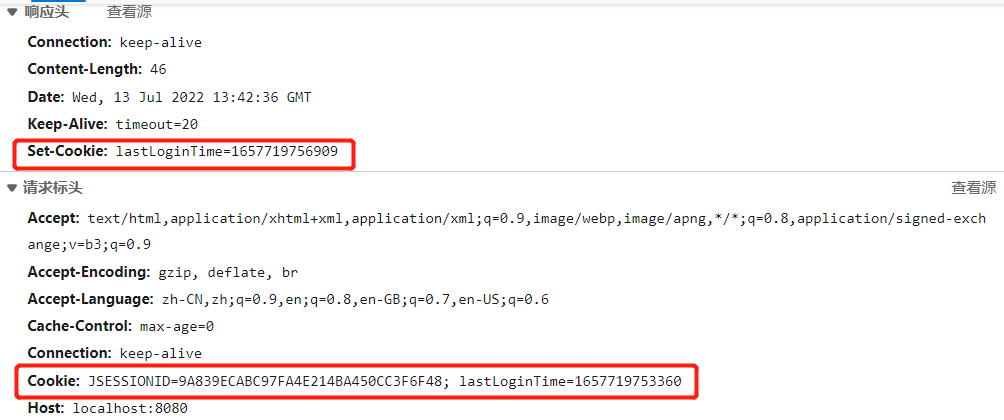 响应头 查看源
Connection: keep-alive
Content-Length: 46
Date: Wed, 13 Jul 2022 13:42:36 GMT
Keep-Alive: timeout=20
Set-Cookie: lastLoginTime=1657719756909
请求标头 查看源
Accept: text/html,application/xhtml+xml,application/xml;q=0.9,image/webp,image/apng,*/*;q=0.8,application/signed-exch
ange;v=b3;q=0.9
Accept-Encoding: gzip, deflate, br
Accept-Language: zh-CN,zh;q=0.9,en;q=0.8,en-GB;q=0.7,en-US;q=0.6
Cache-Control: max-age=0
Connection: keep-alive
Cookie: JSESSIONID=9A839ECABC97FA4E214BA450CC3F6F48; lastLoginTime=1657719753360
Host: localhost:8080